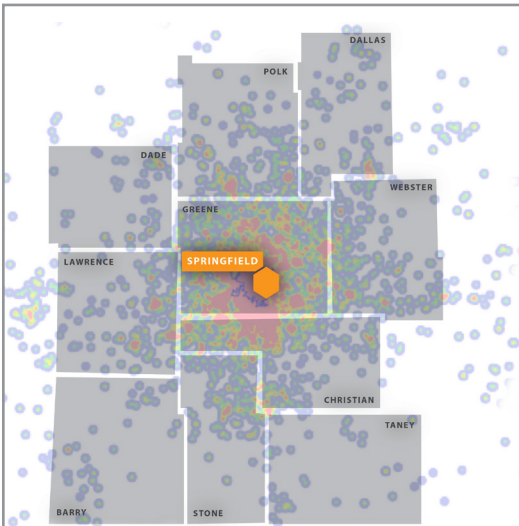 DALLAS
POLK
DADE
WEBSTER
GREENE
SPRINGFIELD
LAWRENCE
CHRISTIAN
TANEY
BARRY
STONE